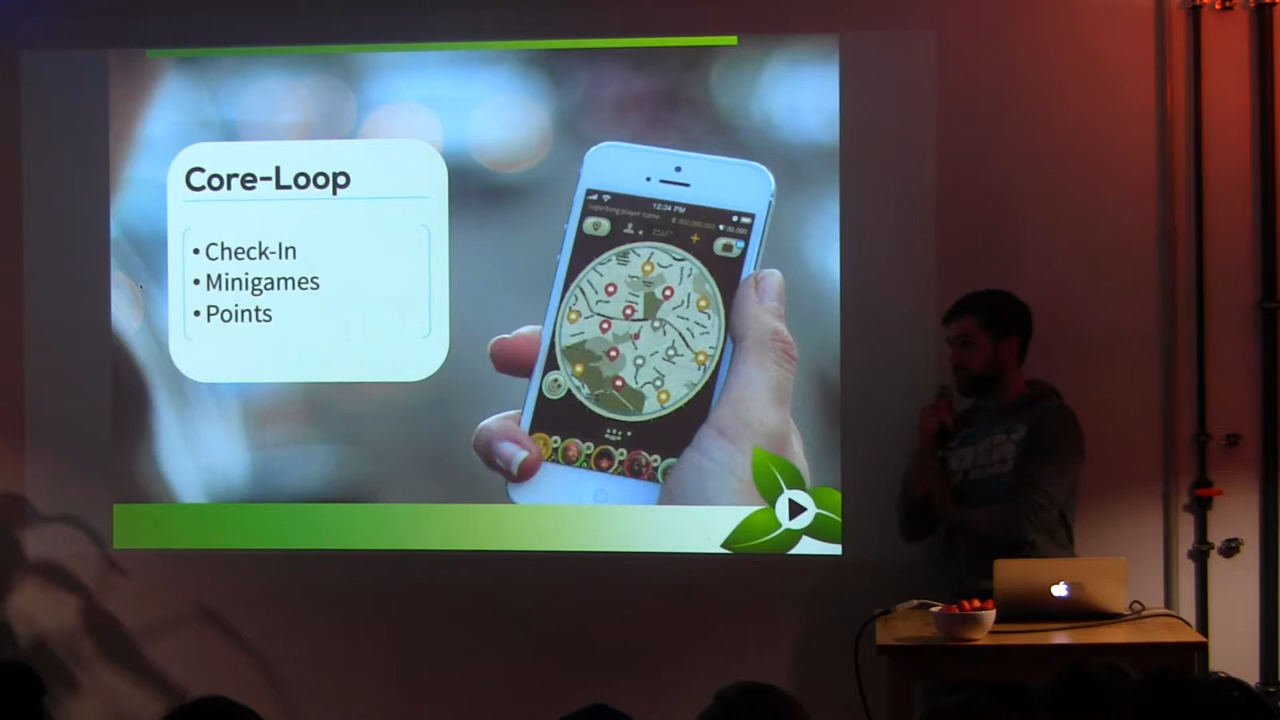 Core-Loop
• Check-In
• Minigames
• Points
12:34 PM